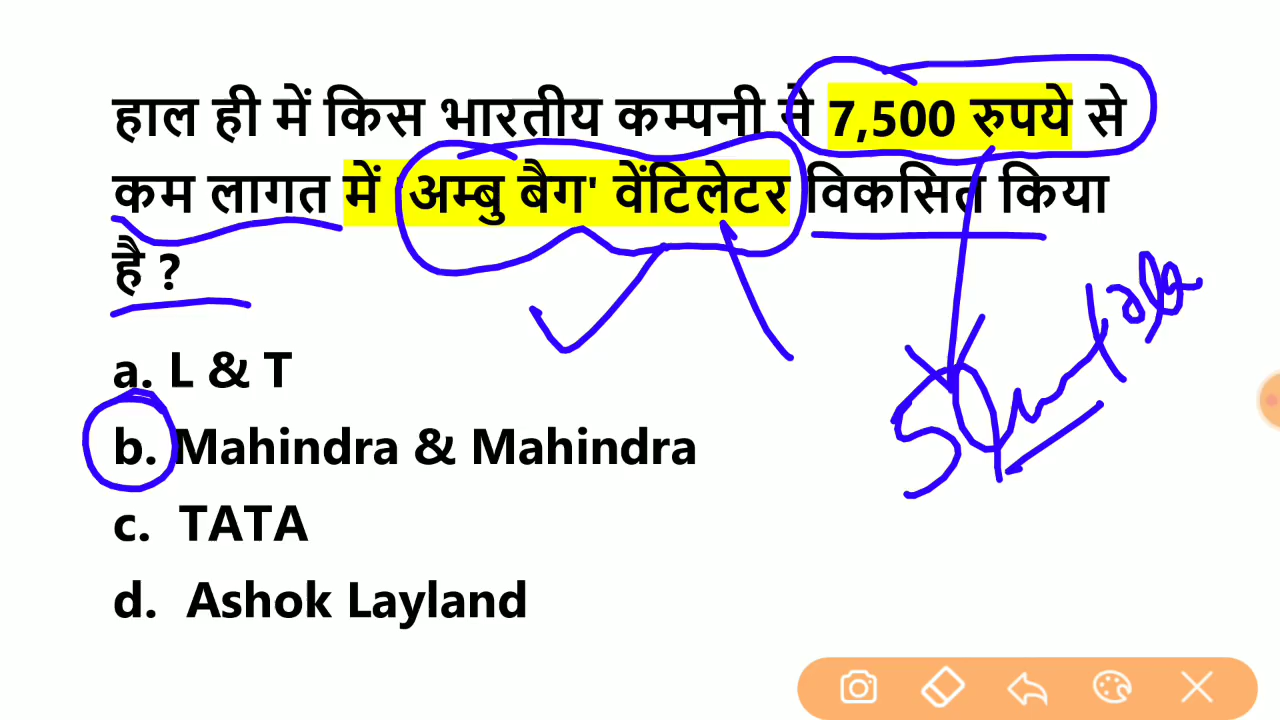 हाल ही में किस भारतीय कम्पनी ने 7,500 रुपये से
कम लागत में अम्बु बैग' वेंटिलेटर विकसित किया
है ?
a. L & T
b. Mahindra & Mahindra
c. TATA
d. Ashok Layland